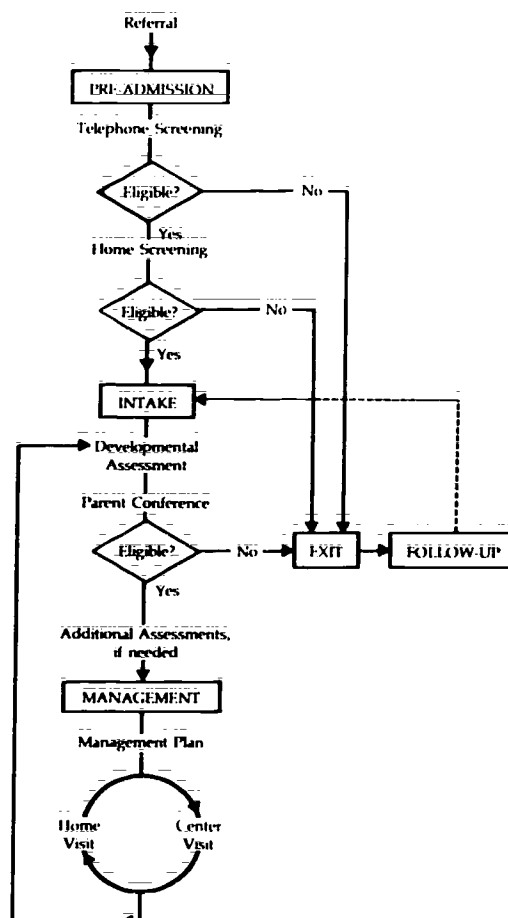 Referral
PRE-ADMISSION
Telephone Screening
Eligible?
No
Yes
Home Screening
Eligible?
No
Yes
INTAKE
Developmental
Assessment
Parent Conference
Eligible?
No
EXIT
FOLLOW-UP
Yes
Additional Assessments,
if needed
MANAGEMENT
Management Plan
Home
Visit
Center
Visit